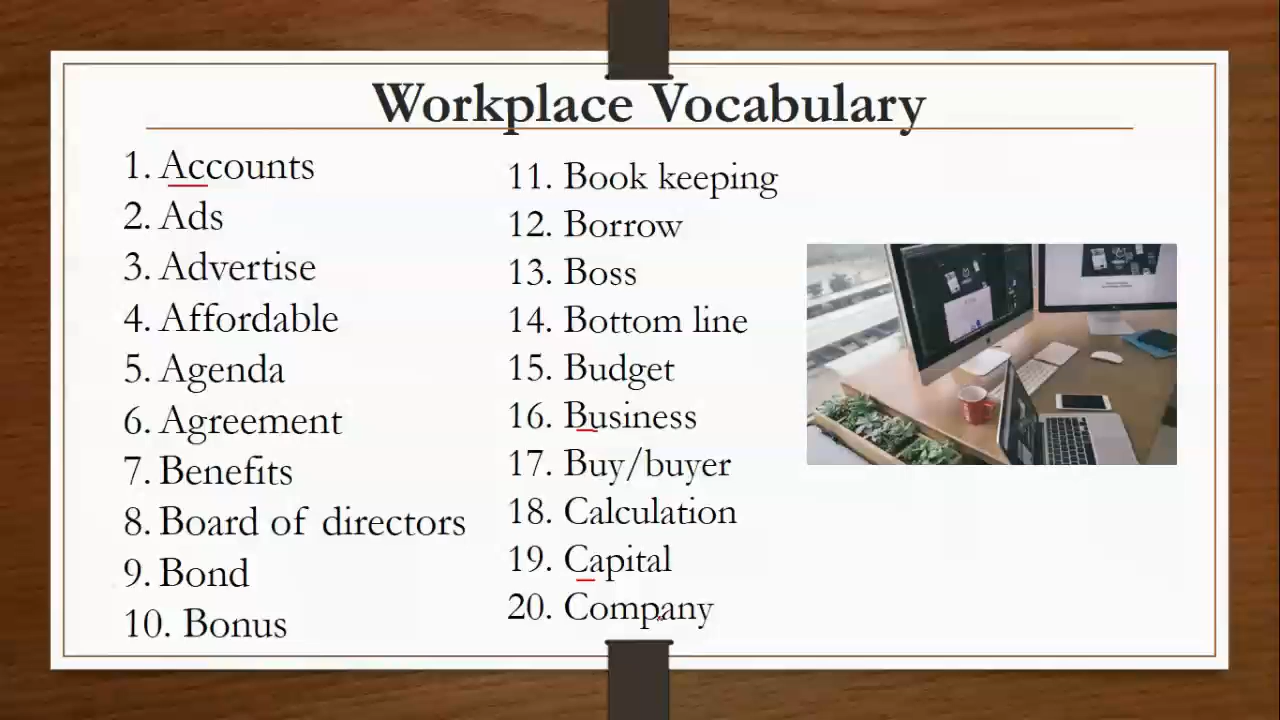 Workplace Vocabulary
1. Accounts
2. Ads
3. Advertise
4. Affordable
5. Agenda
6. Agreement
7. Benefits
8. Board of directors
9. Bond
10. Bonus
11. Book keeping
12. Borrow
13. Boss
14. Bottom line
15. Budget
16. Business
17. Buy/buyer
18. Calculation
19. Capital
20. Company